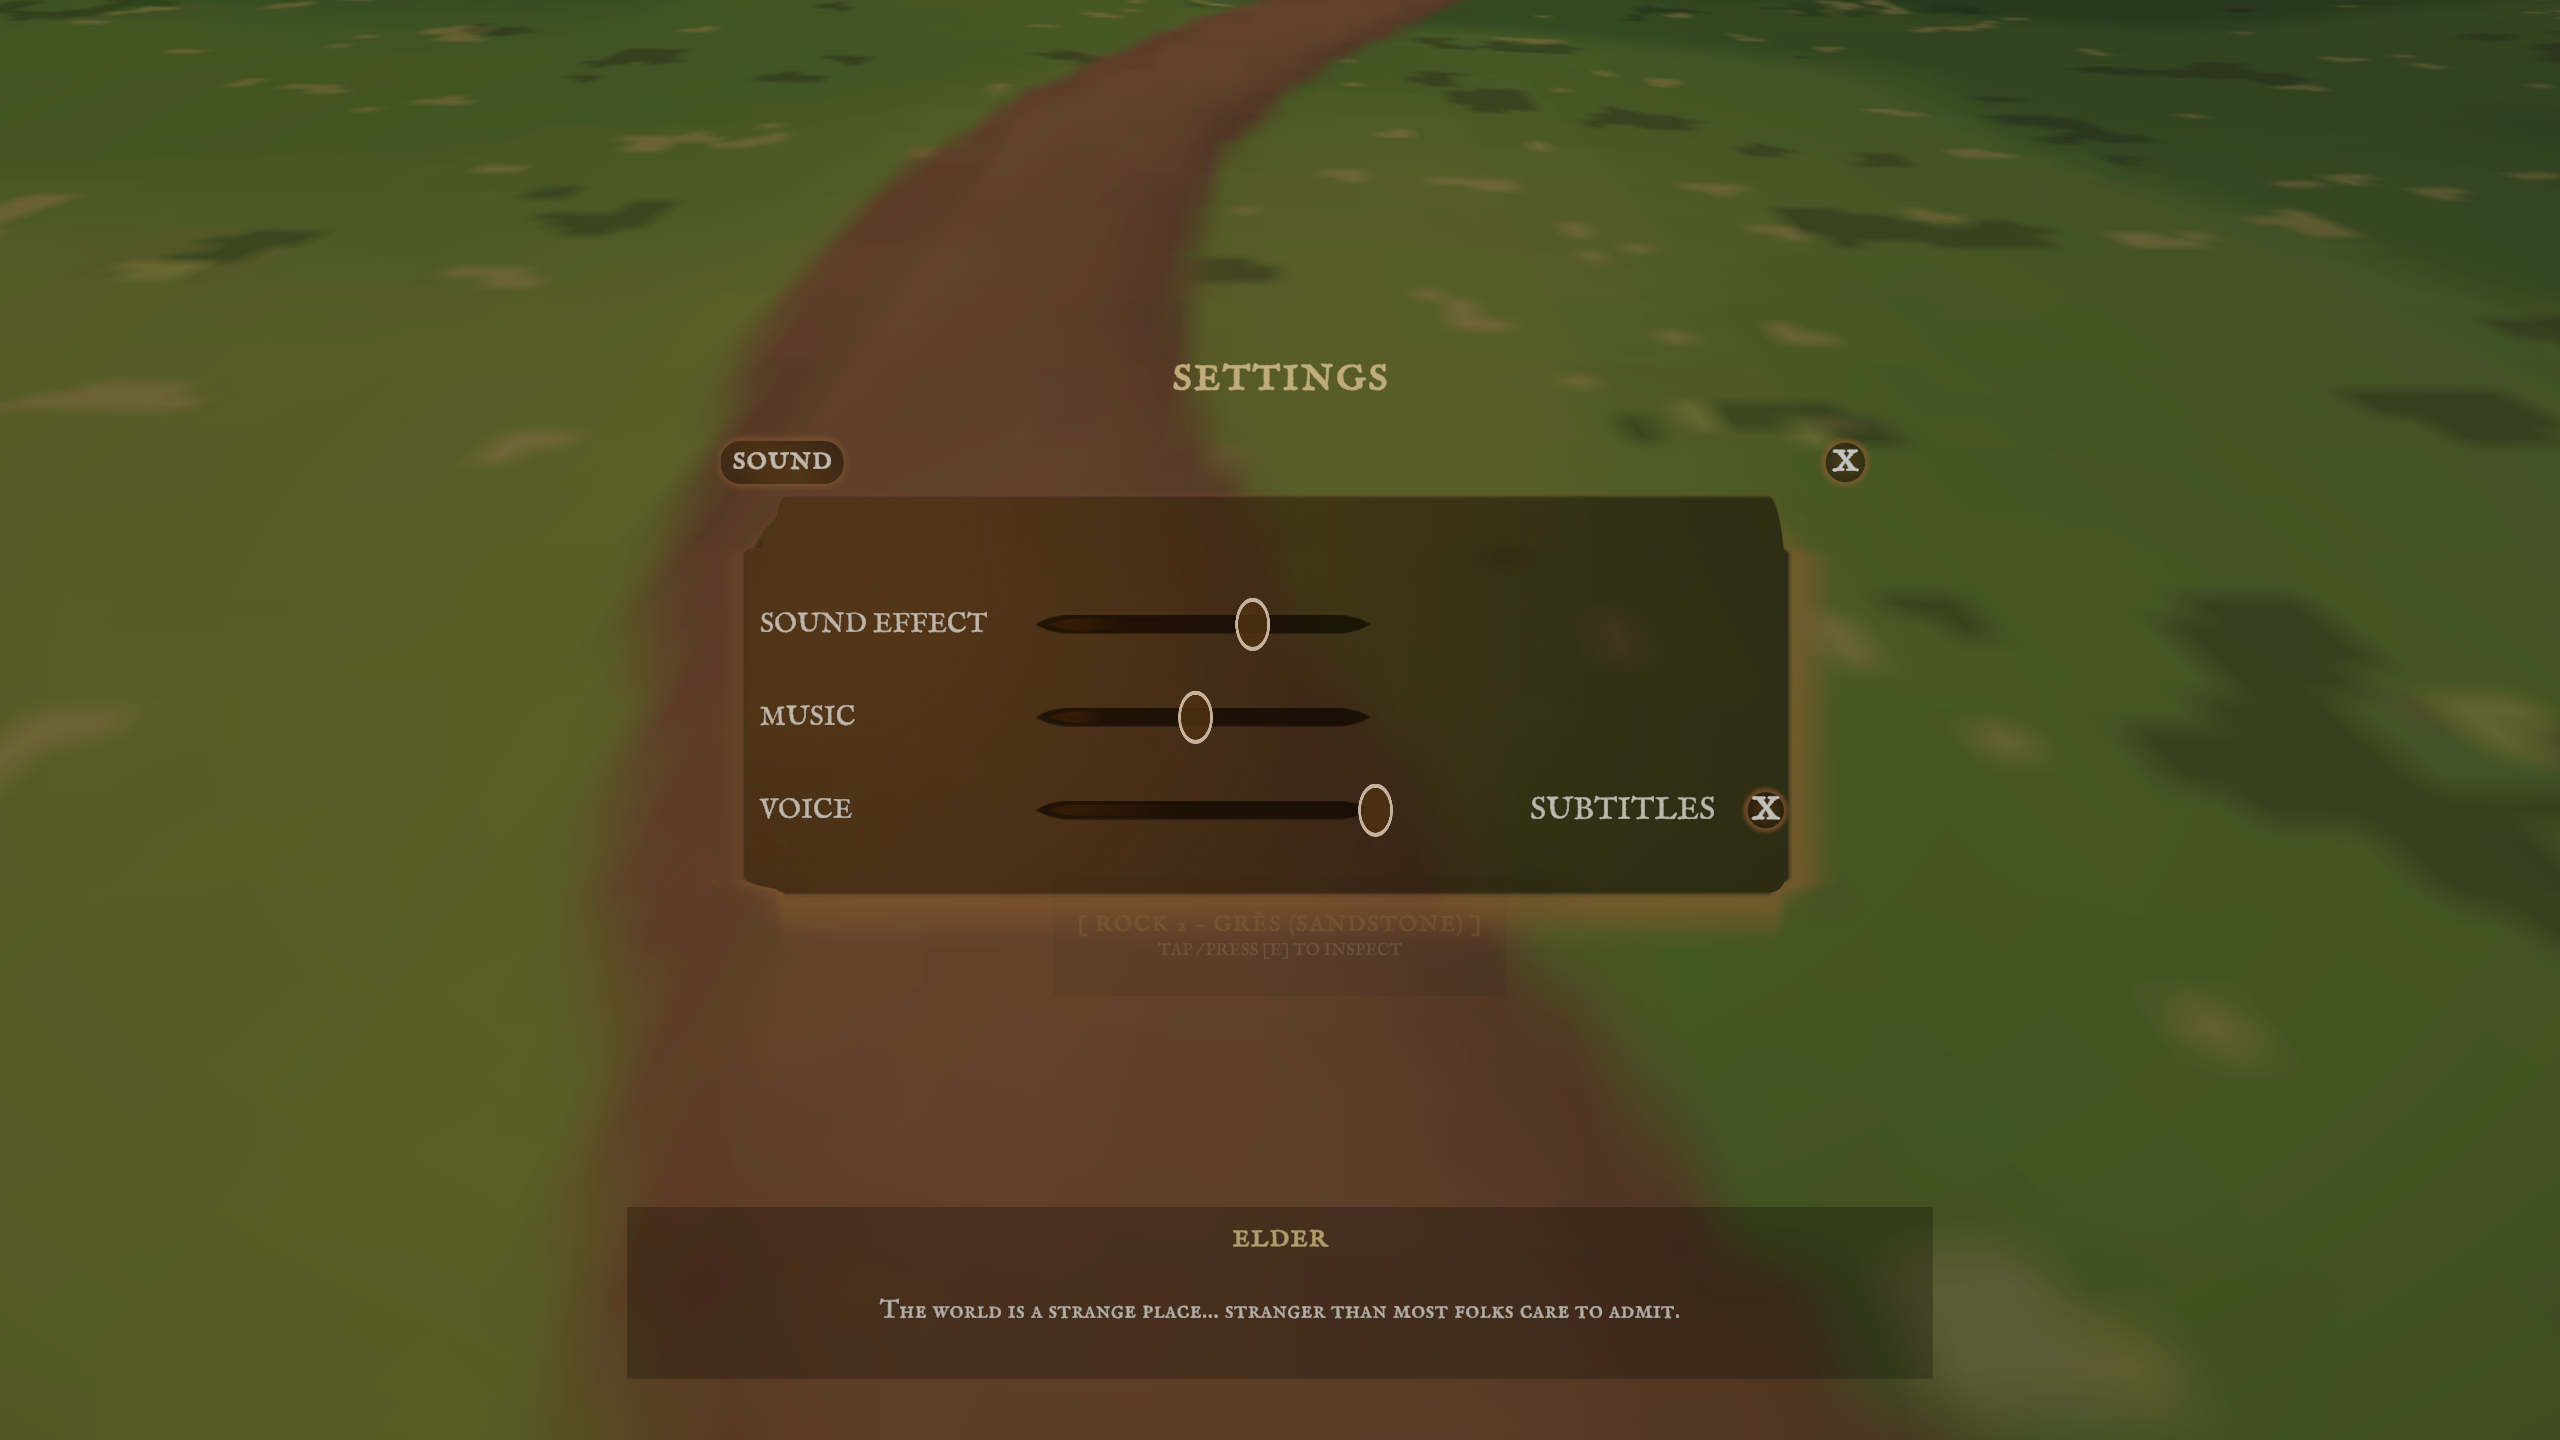 SETTINGS
SOUND
X
SOUND EFFECT
MUSIC
VOICE
SUBTITLES X
[ ROCK 2 - GRÈS (SANDSTONE) ]
TAP / PRESS [E] TO INSPECT
ELDER
The world is a strange place... stranger than most folks care to admit.